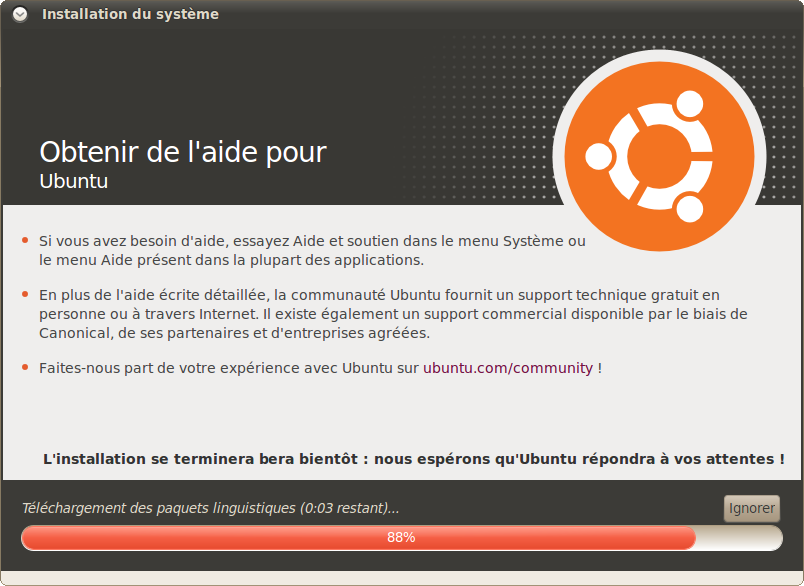 Installation du système
Obtenir de l'aide pour
Ubuntu
Si vous avez besoin d'aide, essayez Aide et soutien dans le menu Système ou
le menu Aide présent dans la plupart des applications.
En plus de l'aide écrite détaillée, la communauté Ubuntu fournit un support technique gratuit en
personne ou à travers Internet. Il existe également un support commercial disponible par le biais de
Canonical, de ses partenaires et d'entreprises agréées.
Faites-nous part de votre expérience avec Ubuntu sur ubuntu.com/community !
L'installation se terminera bera bientôt : nous espérons qu'Ubuntu répondra à vos attentes !
Téléchargement des paquets linguistiques (0:03 restant)...
Ignorer
88%